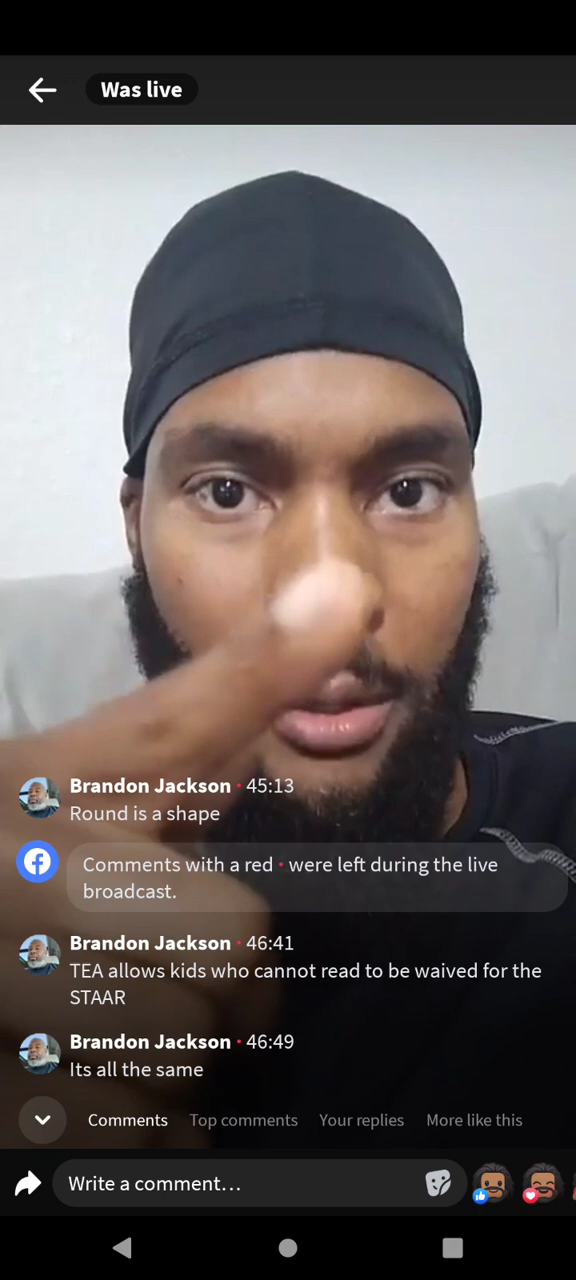 Was live
Brandon Jackson • 45:13
Round is a shape
Comments with a red • were left during the live
broadcast.
Brandon Jackson • 46:41
TEA allows kids who cannot read to be waived for the
STAAR
Brandon Jackson • 46:49
Its all the same
Comments Top comments Your replies More like this
Write a comment…